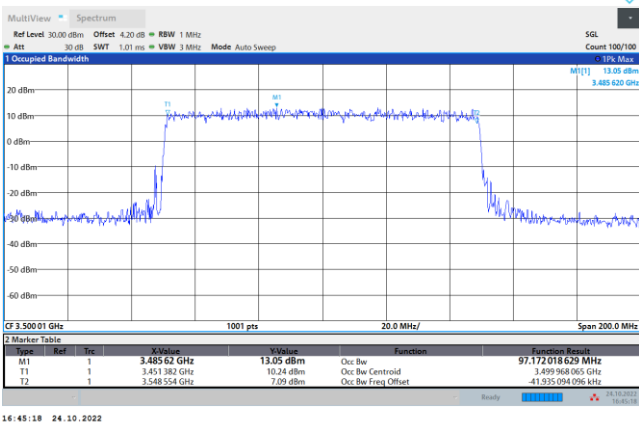 MultiView Spectrum
Ref Level 30.00 dBm Offset 4.20 dB RBW 1 MHz SGL
Att 30 dB SWT 1.01 ms VBW 3 MHz Mode Auto Sweep Count 100/100
1 Occupied Bandwidth 1Pk Max
M1[1] 13.05 dBm
3.485 620 GHz
20 dBm
T1 M1 T2
10 dBm
0 dBm
-10 dBm
-20 dBm
-30 dBm
-40 dBm
-50 dBm
-60 dBm
CF 3.500 01 GHz 1001 pts 20.0 MHz/ Span 200.0 MHz
2 Marker Table
Type Ref Trc X-Value Y-Value Function Function Result
M1 1 3.485 62 GHz 13.05 dBm Occ Bw 97.172 018 629 MHz
T1 1 3.451 382 GHz 10.24 dBm Occ Bw Centroid 3.499 968 065 GHz
T2 1 3.548 554 GHz 7.09 dBm Occ Bw Freq Offset -41.935 094 096 kHz
Ready 24.10.2022
16:45:18
16:45:18 24.10.2022